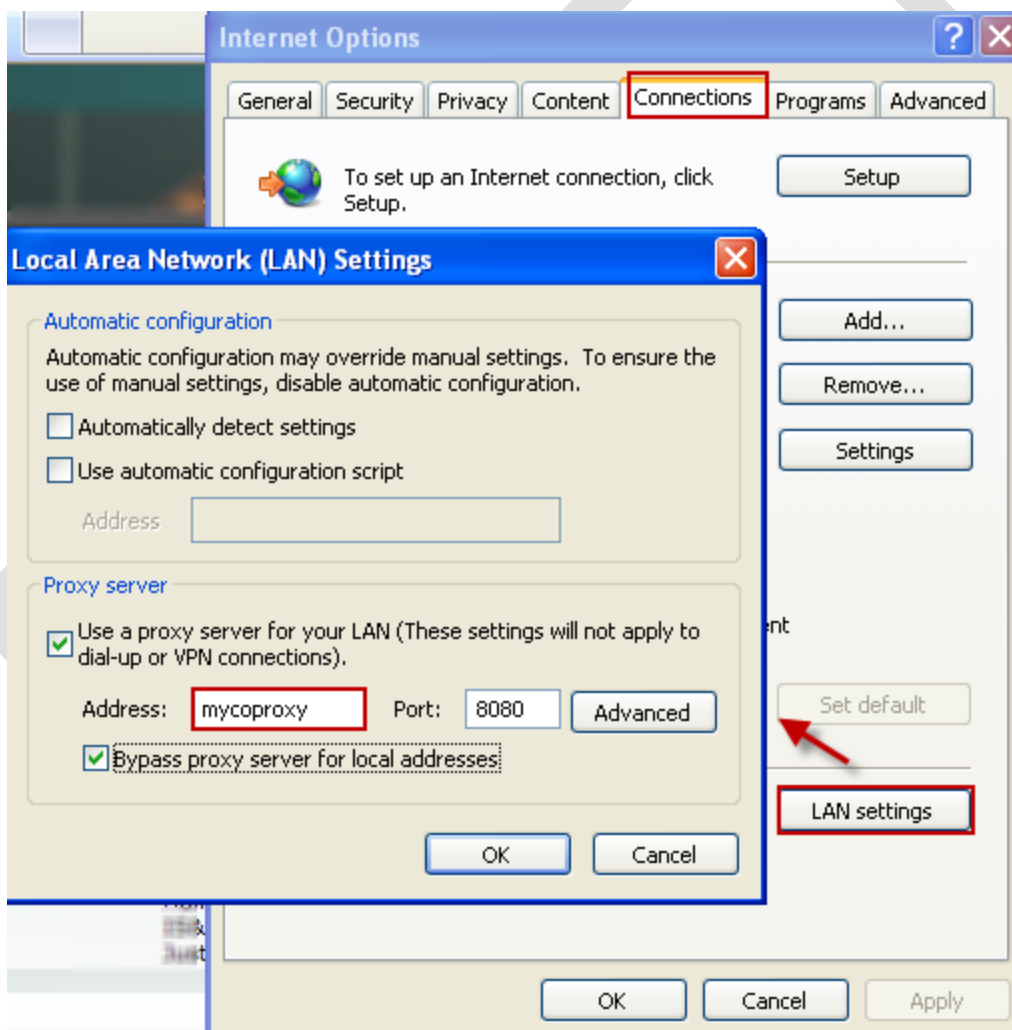 Internet Options
General
Security
Privacy
Content
Connections
Programs
Advanced
To set up an Internet connection, click
Setup.
Setup
Local Area Network (LAN) Settings
Automatic configuration
Automatic configuration may override manual settings. To ensure the
use of manual settings, disable automatic configuration.
Automatically detect settings
Use automatic configuration script
Address
Proxy server
Use a proxy server for your LAN (These settings will not apply to
dial-up or VPN connections).
Address: mycoproxy Port: 8080 Advanced
Bypass proxy server for local addresses
OK Cancel
Add...
Remove...
Settings
Set default
LAN settings
OK Cancel Apply